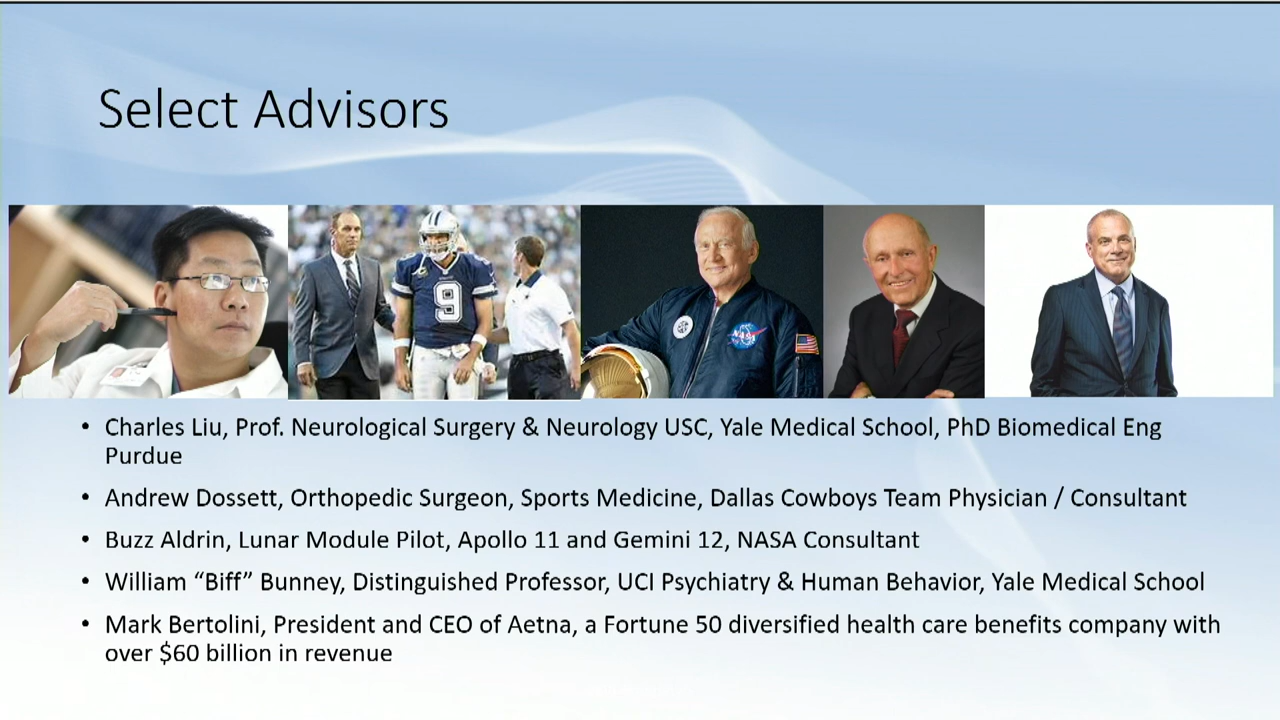 Select Advisors
9
NASA
• Charles Liu, Prof. Neurological Surgery & Neurology USC, Yale Medical School, PhD Biomedical Eng
Purdue
• Andrew Dossett, Orthopedic Surgeon, Sports Medicine, Dallas Cowboys Team Physician / Consultant
• Buzz Aldrin, Lunar Module Pilot, Apollo 11 and Gemini 12, NASA Consultant
• William “Biff” Bunney, Distinguished Professor, UCI Psychiatry & Human Behavior, Yale Medical School
• Mark Bertolini, President and CEO of Aetna, a Fortune 50 diversified health care benefits company with
over $60 billion in revenue